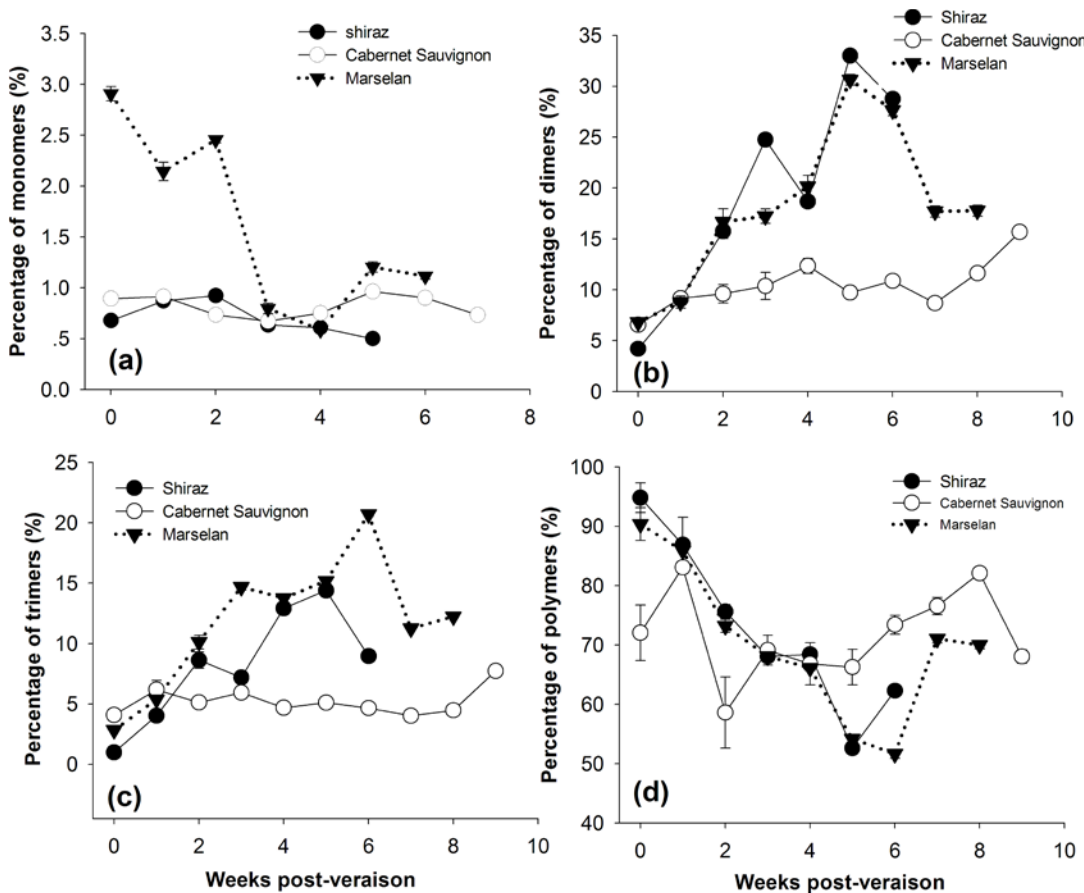 shiraz
Cabernet Sauvignon
Marselan
Percentage of monomers (%)
3.5
3.0
2.5
2.0
1.5
1.0
.5
0.0
(a)
0 2 4 6 8
Shiraz
Cabernet Sauvignon
Marselan
Percentage of dimers (%)
35
30
25
20
15
10
5
0
(b)
0 2 4 6 8 10
Shiraz
Cabernet Sauvignon
Marselan
Percentage of trimers (%)
25
20
15
10
5
0
(c)
0 2 4 6 8 10
Weeks post-veraison
Shiraz
Cabernet Sauvignon
Marselan
Percentage of polymers (%)
100
90
80
70
60
50
40
(d)
0 2 4 6 8 10
Weeks post-veraison